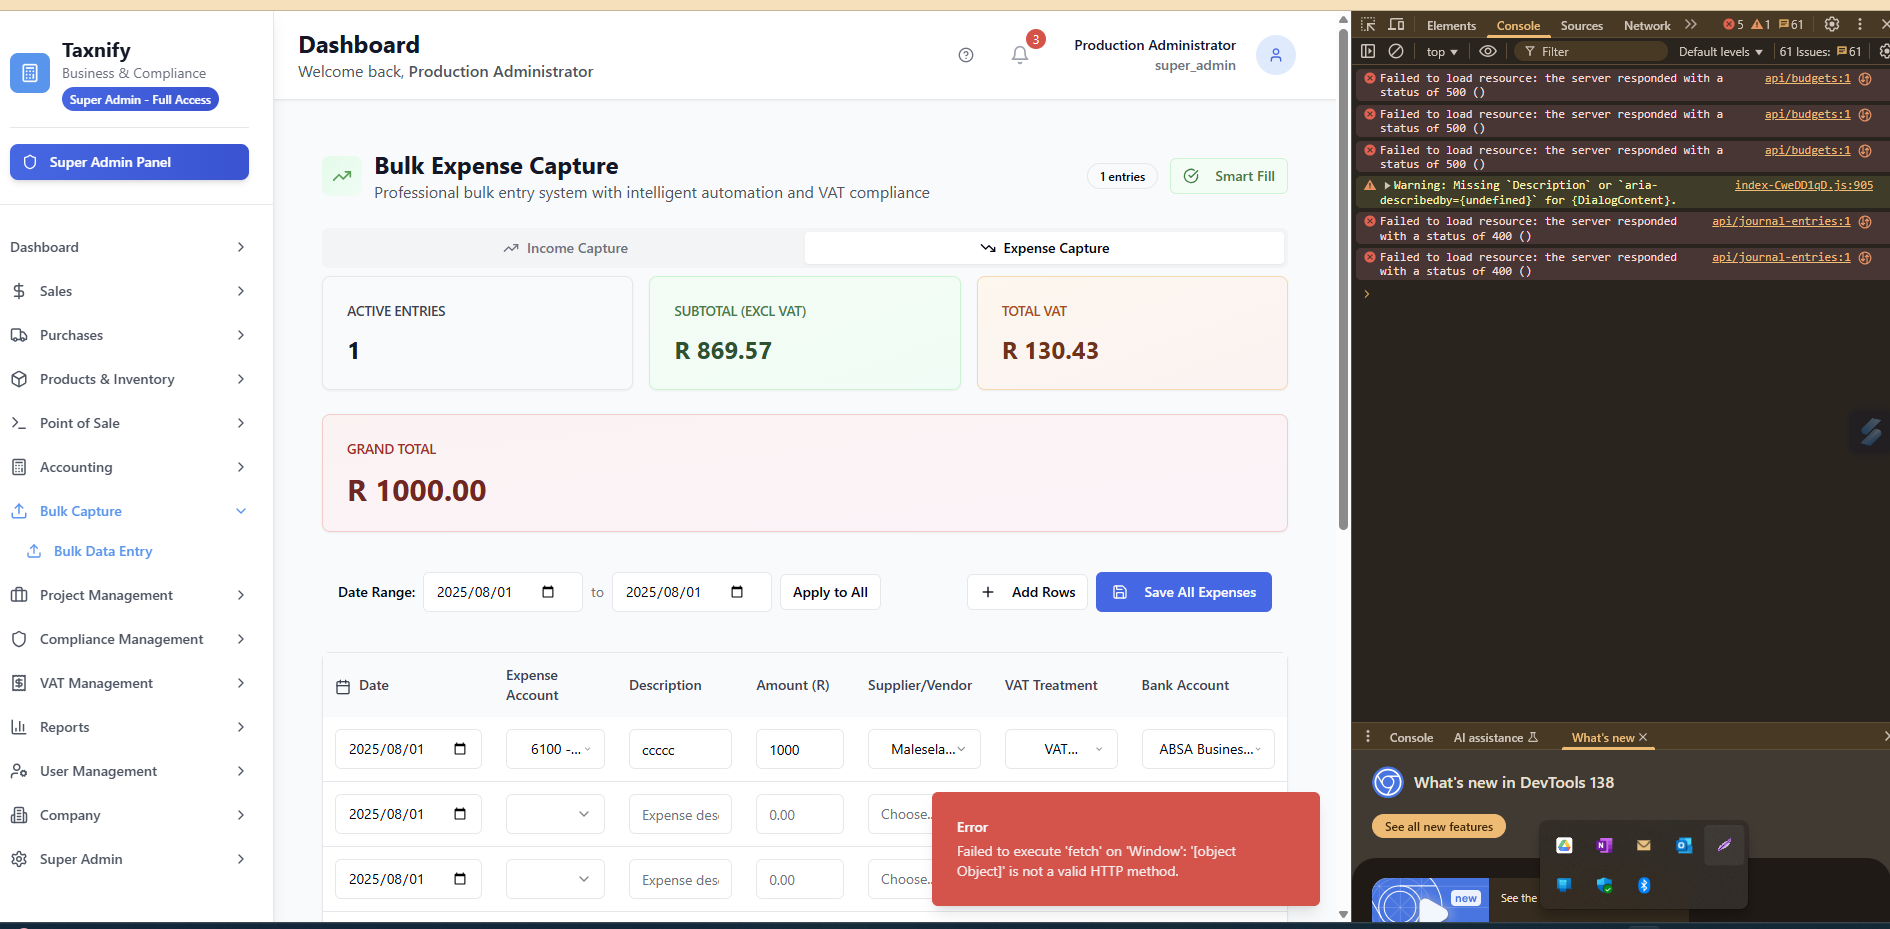 Taxnify
Business & Compliance
Super Admin - Full Access
Super Admin Panel
Dashboard
Sales
Purchases
Products & Inventory
Point of Sale
Accounting
Bulk Capture
Bulk Data Entry
Project Management
Compliance Management
VAT Management
Reports
User Management
Company
Super Admin
Dashboard
Welcome back, Production Administrator
3
Production Administrator
super_admin
Bulk Expense Capture
Professional bulk entry system with intelligent automation and VAT compliance
1 entries
Smart Fill
Income Capture
Expense Capture
ACTIVE ENTRIES
1
SUBTOTAL (EXCL VAT)
R 869.57
TOTAL VAT
R 130.43
GRAND TOTAL
R 1000.00
Date Range: 2025/08/01 to 2025/08/01 Apply to All
Add Rows
Save All Expenses
Date Expense Account Description Amount (R) Supplier/Vendor VAT Treatment Bank Account
2025/08/01 6100 -... ccccc 1000 Malesela... VAT... ABSA Busines...
2025/08/01 Expense des 0.00 Choose..
2025/08/01 Expense des 0.00 Choose..
Error
Failed to execute 'fetch' on 'Window': '[object
Object]' is not a valid HTTP method.
Elements Console Sources Network 5 1 61
top Filter Default levels 61 Issues: 61
Failed to load resource: the server responded with a api/budgets:1
status of 500 ()
Failed to load resource: the server responded with a api/budgets:1
status of 500 ()
Failed to load resource: the server responded with a api/budgets:1
status of 500 ()
Warning: Missing `Description` or `aria- index-CweDD1qD.js:905
describedby={undefined}` for {DialogContent}.
Failed to load resource: the server responded api/journal-entries:1
with a status of 400 ()
Failed to load resource: the server responded api/journal-entries:1
with a status of 400 ()
Console AI assistance What's new
What's new in DevTools 138
See all new features
new
See the